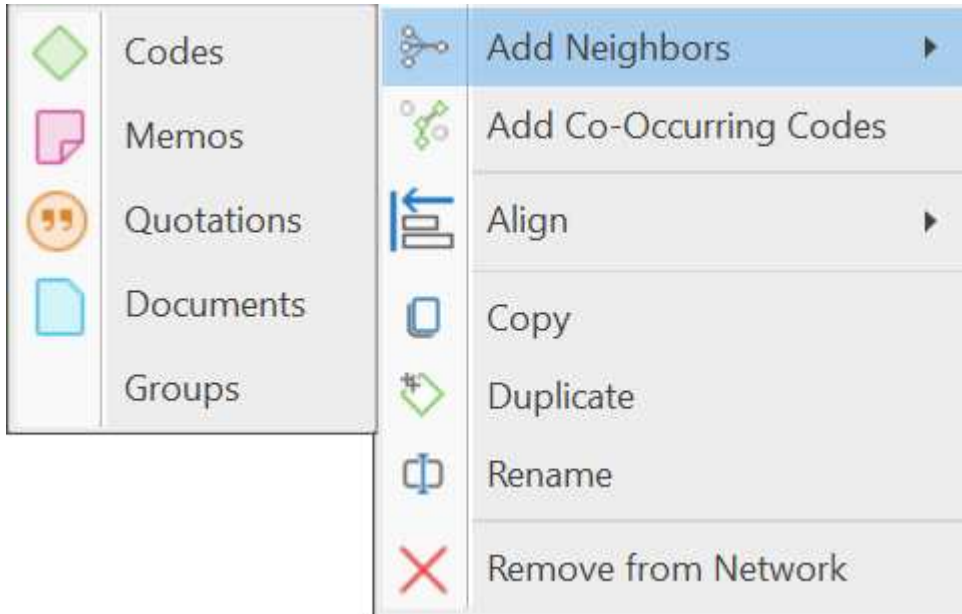 Codes
Memos
Quotations
Documents
Groups
Add Neighbors
Add Co-Occurring Codes
Align
Copy
Duplicate
Rename
Remove from Network